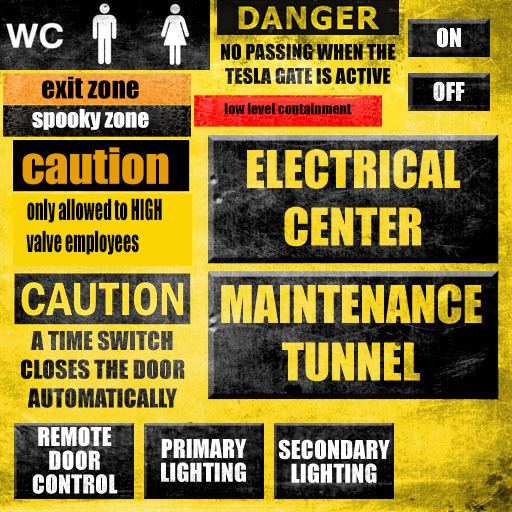 WC
DANGER
NO PASSING WHEN THE
TESLA GATE IS ACTIVE
ON
OFF
exit zone
spooky zone
low level containment
caution
only allowed to HIGH
valve employees
ELECTRICAL
CENTER
CAUTION
A TIME SWITCH
CLOSES THE DOOR
AUTOMATICALLY
MAINTENANCE
TUNNEL
REMOTE
DOOR
CONTROL
PRIMARY
LIGHTING
SECONDARY
LIGHTING